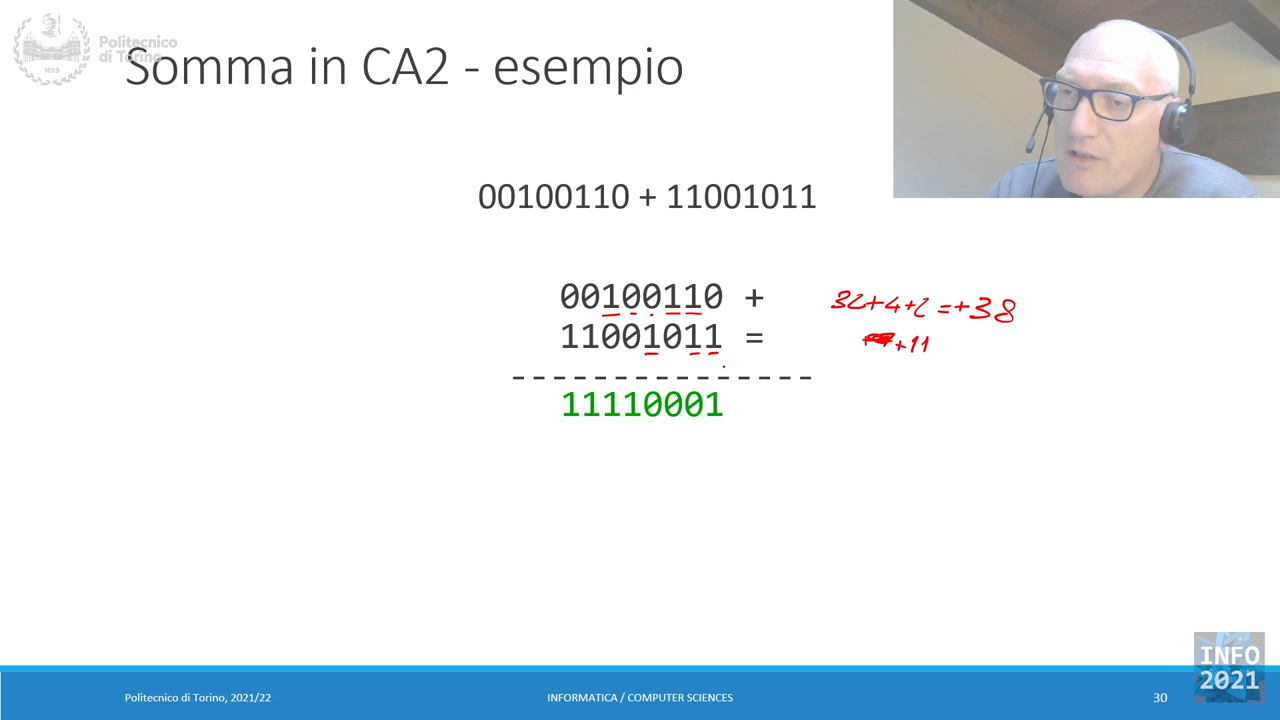 Politecnico
di Torino
1859
Somma in CA2 - esempio
00100110 + 11001011
00100110 + 32+4+2=+38
11001011 = +11
---------------
11110001
INFO
2021
Politecnico di Torino, 2021/22 INFORMATICA / COMPUTER SCIENCES 30